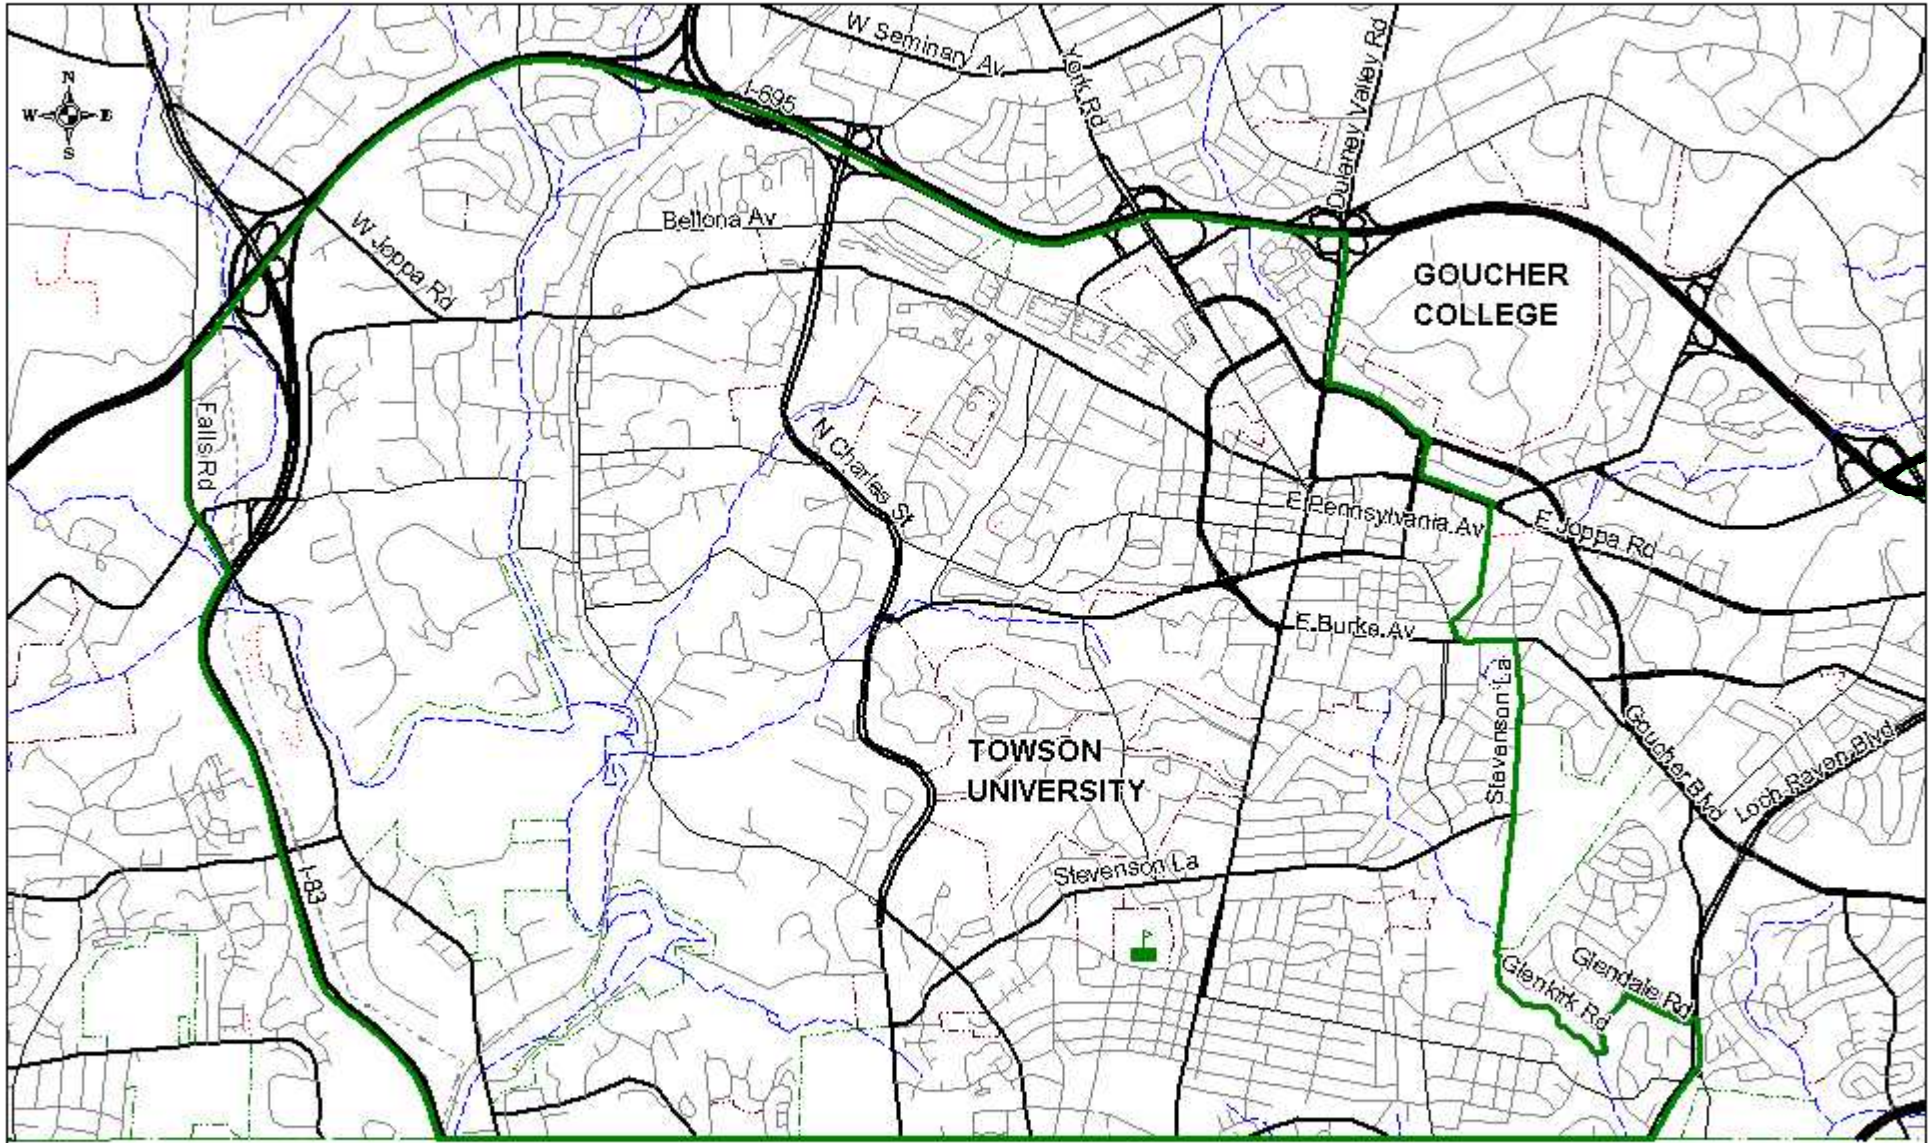 W Seminary Av
York Rd
Dulaney Valley Rd
N
W E
S
I-695
W Joppa Rd
Bellona Av
GOUCHER
COLLEGE
Falls Rd
N Charles St
E Pennsylvania Av
E Joppa Rd
E Burke Av
Stevenson La
TOWSON
UNIVERSITY
Goucher Blvd
Loch Raven Blvd
Stevenson La
I-83
Glenkirk Rd
Glendale Rd